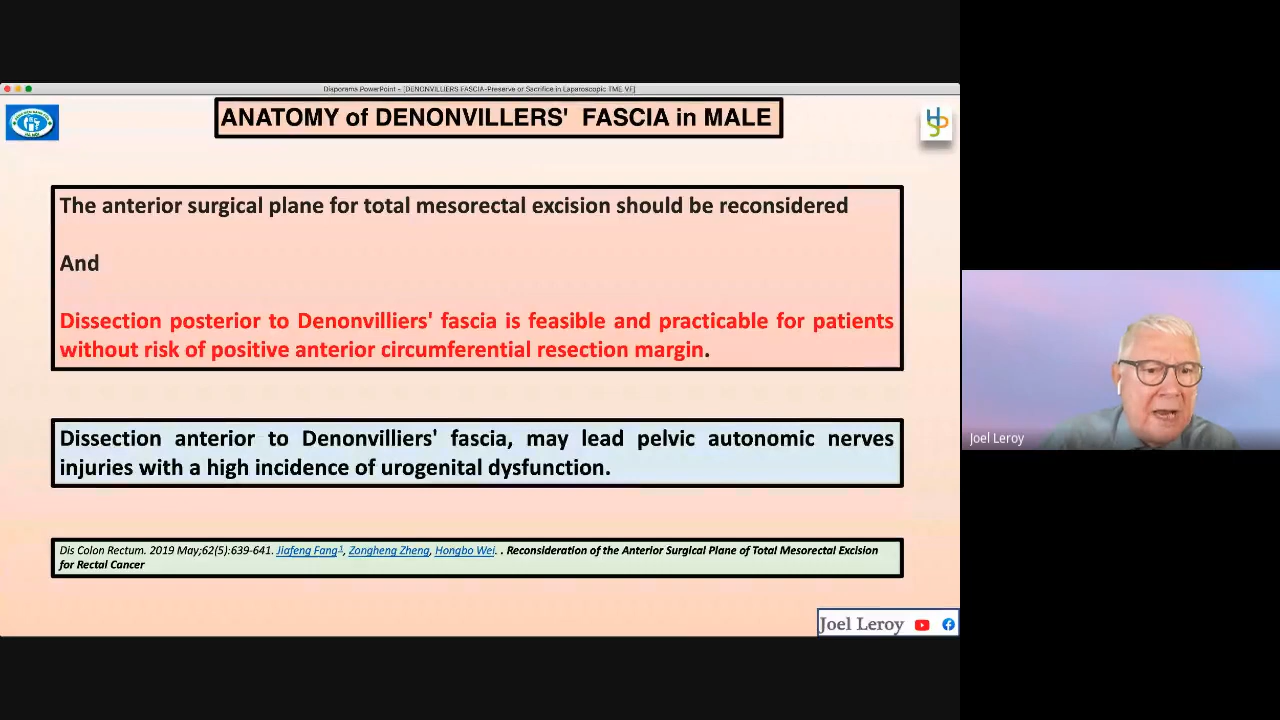 Diaporama PowerPoint - [DENONVILLIERS FASCIA-Preserve or Sacrifice in Laparoscopic TME VF]
ANATOMY of DENONVILLERS' FASCIA in MALE
The anterior surgical plane for total mesorectal excision should be reconsidered
And
Dissection posterior to Denonvilliers' fascia is feasible and practicable for patients
without risk of positive anterior circumferential resection margin.
Dissection anterior to Denonvilliers' fascia, may lead pelvic autonomic nerves
injuries with a high incidence of urogenital dysfunction.
Dis Colon Rectum. 2019 May;62(5):639-641. Jiafeng Fang1, Zongheng Zheng, Hongbo Wei. . Reconsideration of the Anterior Surgical Plane of Total Mesorectal Excision
for Rectal Cancer
Joel Leroy
Joel Leroy